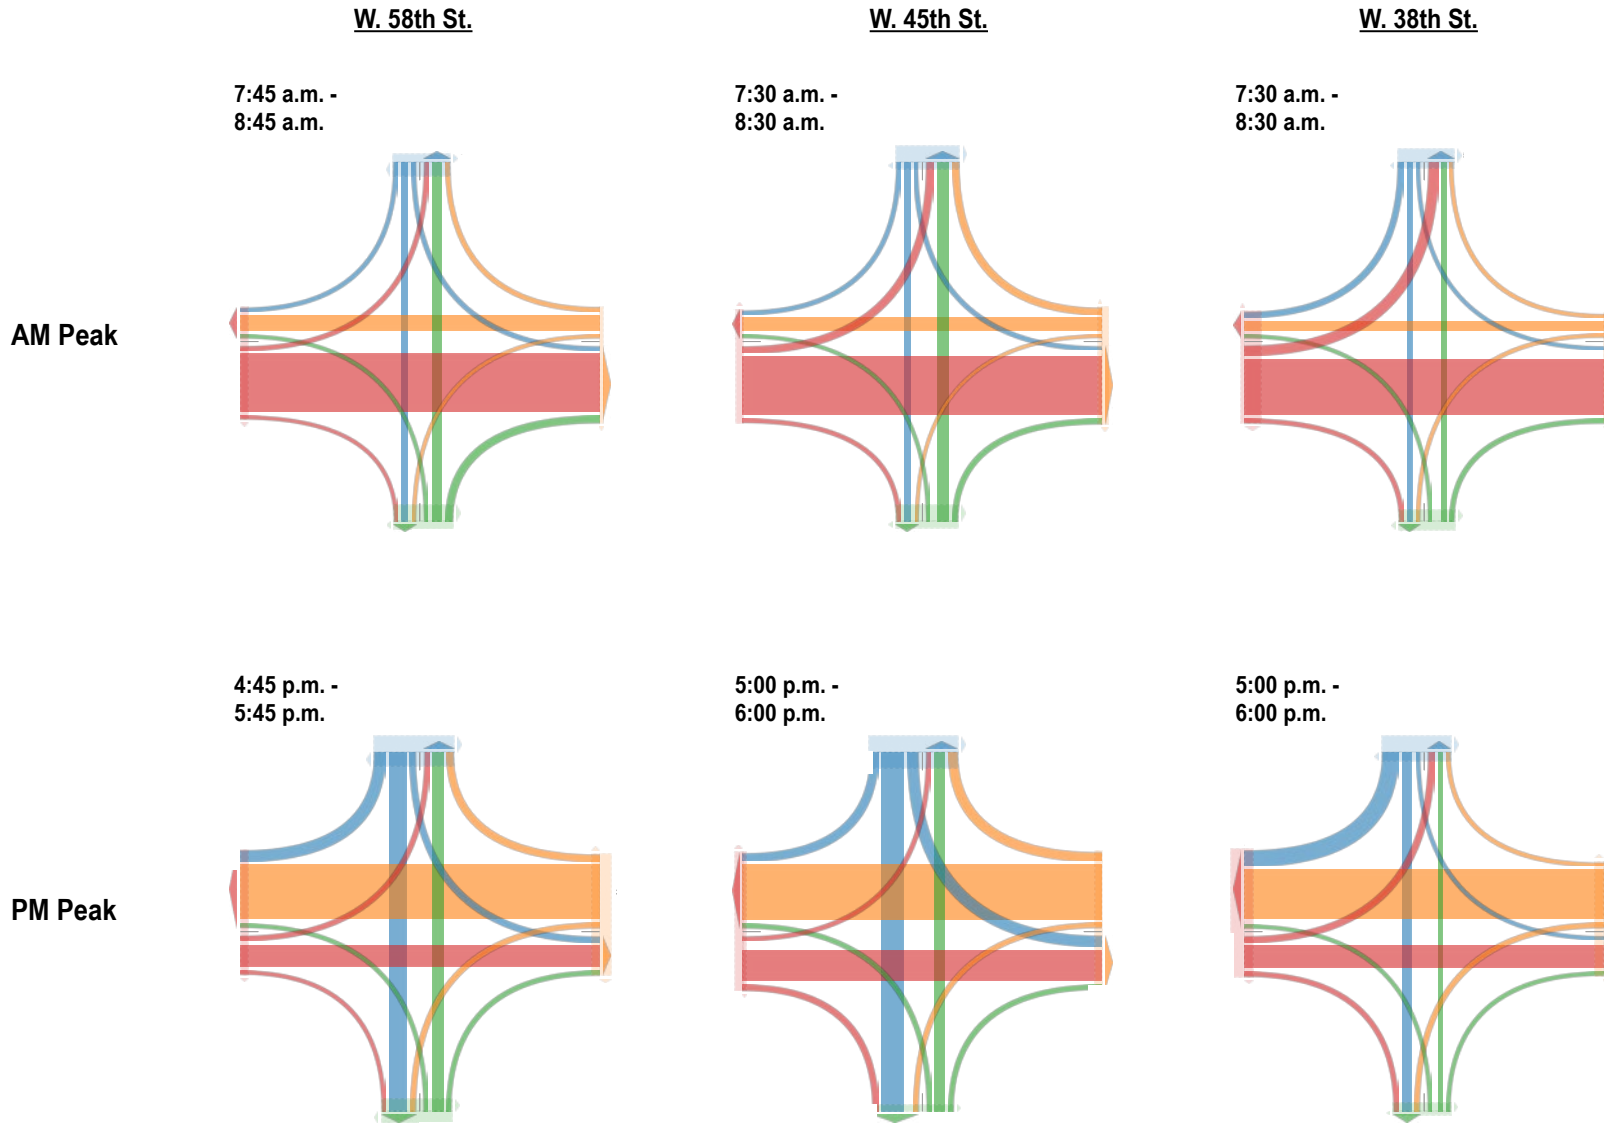 W. 58th St.
W. 45th St.
W. 38th St.
7:45 a.m. -
8:45 a.m.
7:30 a.m. -
8:30 a.m.
7:30 a.m. -
8:30 a.m.
AM Peak
4:45 p.m. -
5:45 p.m.
5:00 p.m. -
6:00 p.m.
5:00 p.m. -
6:00 p.m.
PM Peak